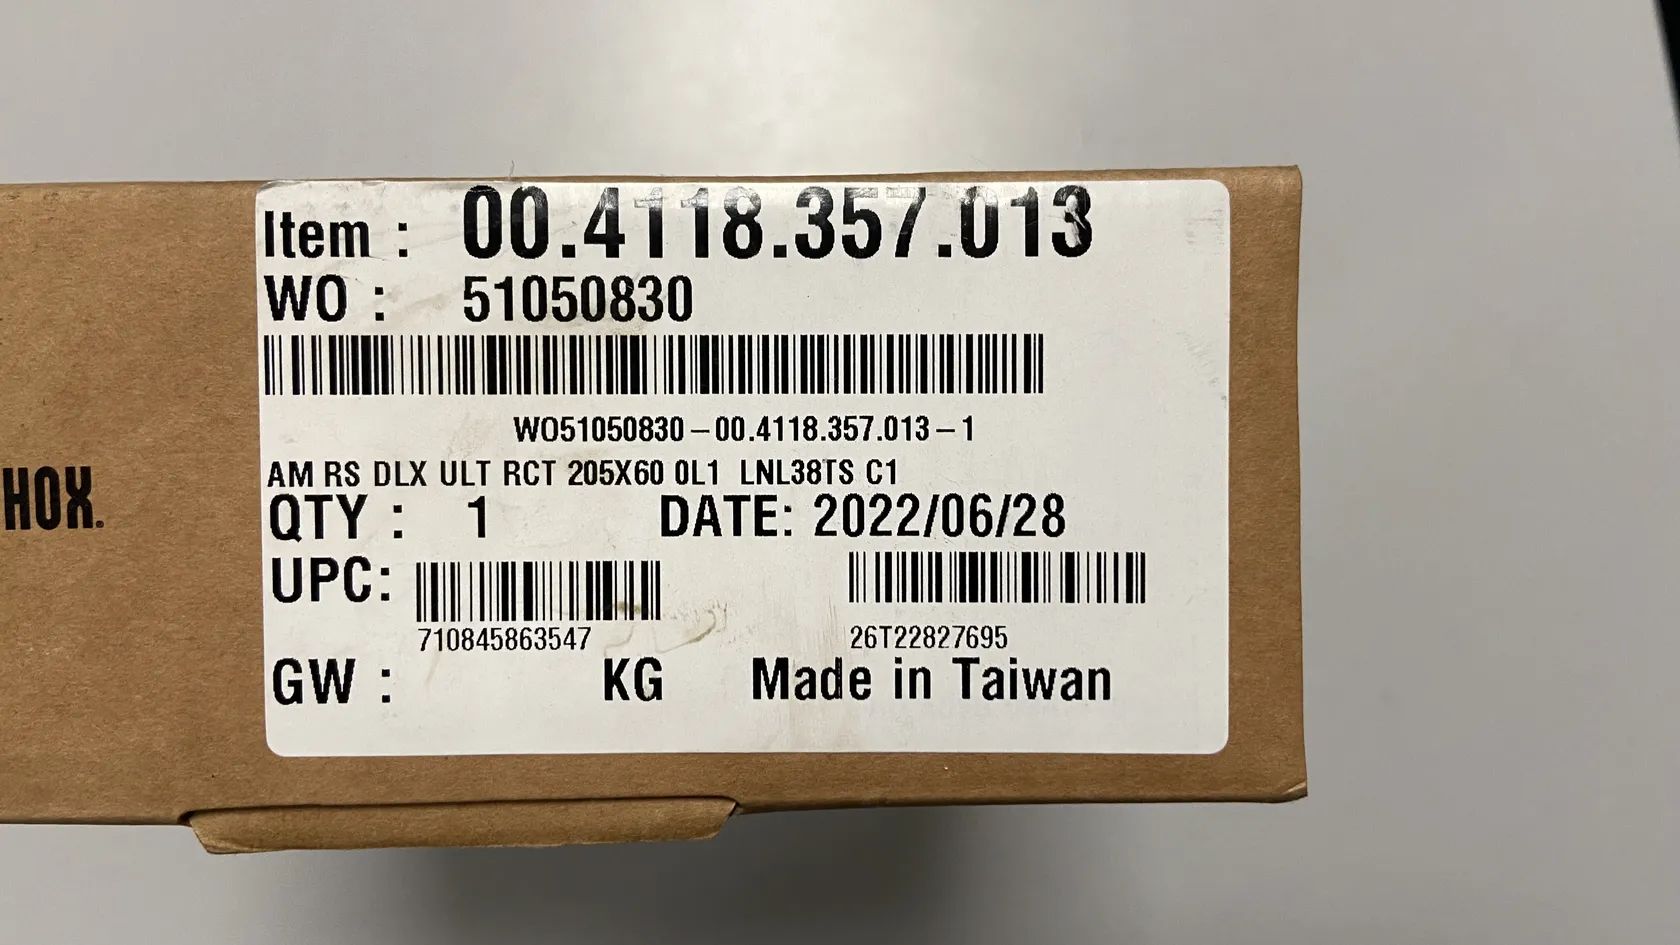 Item : 00.4118.357.013
WO : 51050830
WO51050830-00.4118.357.013-1
AM RS DLX ULT RCT 205X60 0L1 LNL38TS C1
HOX.
QTY : 1 DATE: 2022/06/28
UPC:
710845863547 26T22827695
GW : KG Made in Taiwan